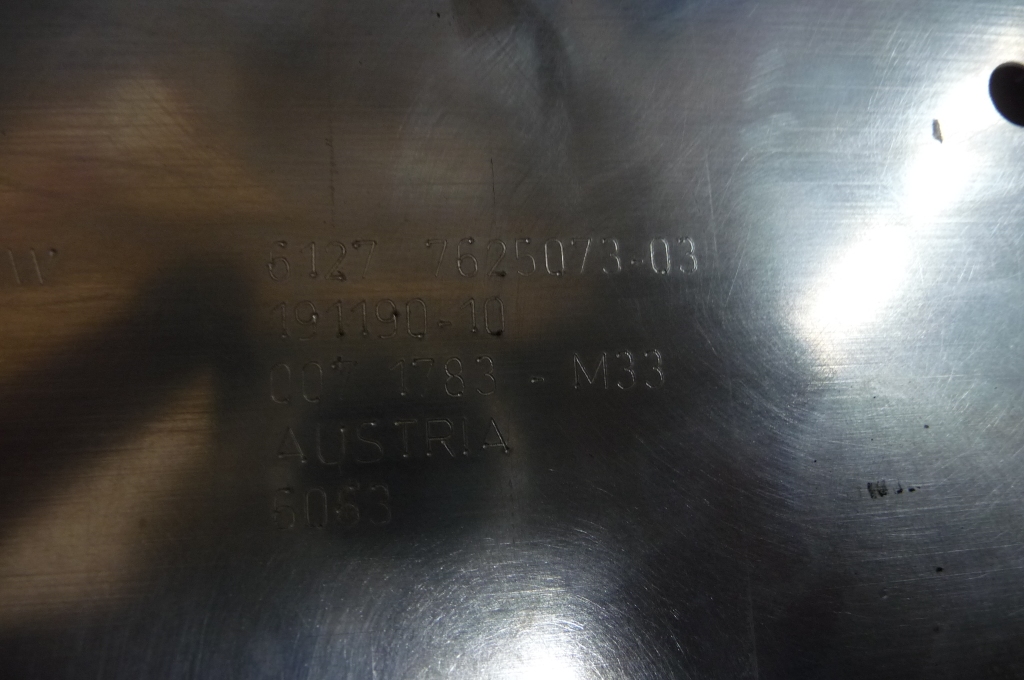 W 6127 7625073-03
191190-10
007 1783 - M33
AUSTRIA
6063